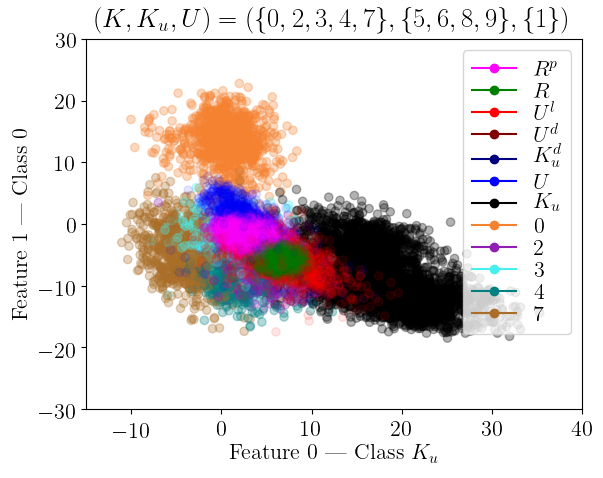 (K, K_u, U) = ({0, 2, 3, 4, 7}, {5, 6, 8, 9}, {1})
30
20
10
0
−10
−20
−30
Feature 1 — Class 0
−10 0 10 20 30 40
Feature 0 — Class K_u
R^p
R
U^l
U^d
K_u^d
U
K_u
0
2
3
4
7